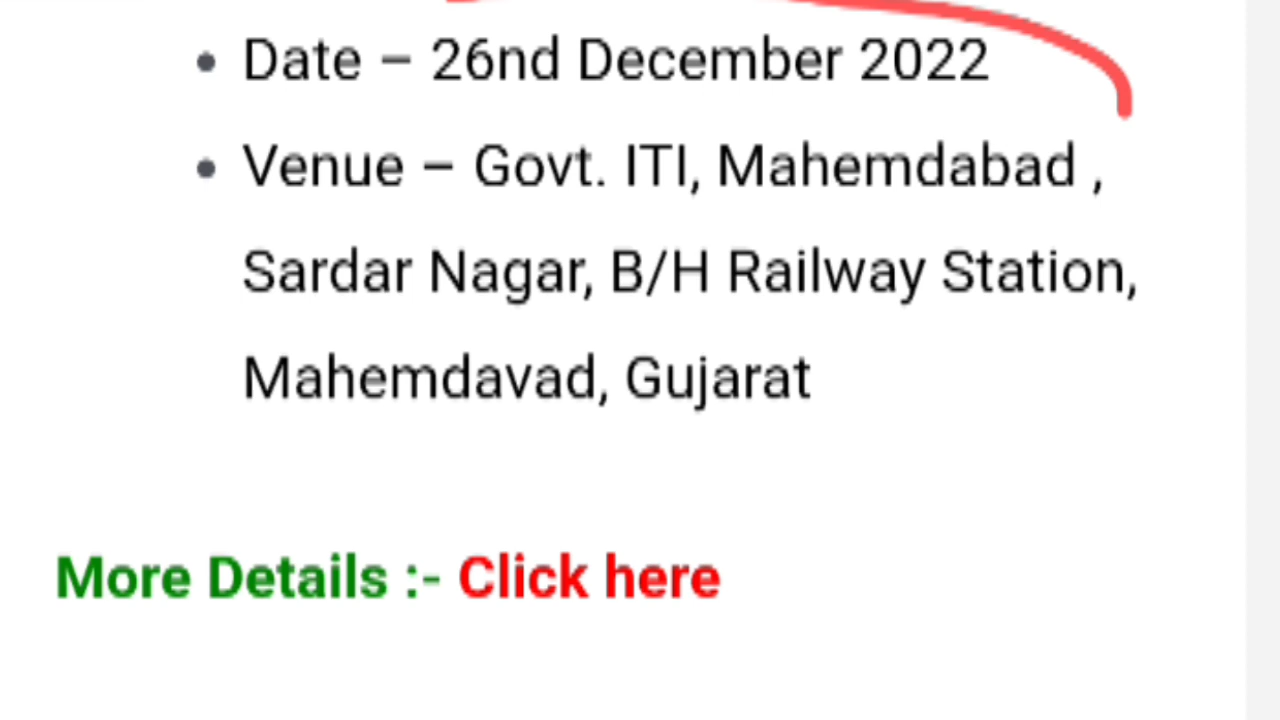 • Date – 26nd December 2022
• Venue – Govt. ITI, Mahemdabad ,
Sardar Nagar, B/H Railway Station,
Mahemdavad, Gujarat
More Details :- Click here